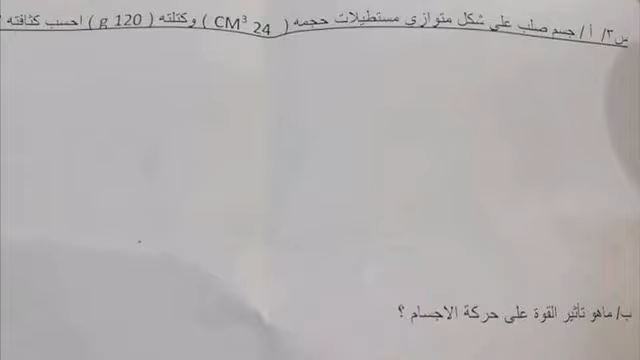 س٣/ أ/ جسم صلب على شكل متوازي مستطيلات حجمه ( 24 CM³ ) وكتلته ( 120 g ) احسب كثافته
ب/ ماهو تأثير القوة على حركة الاجسام ؟